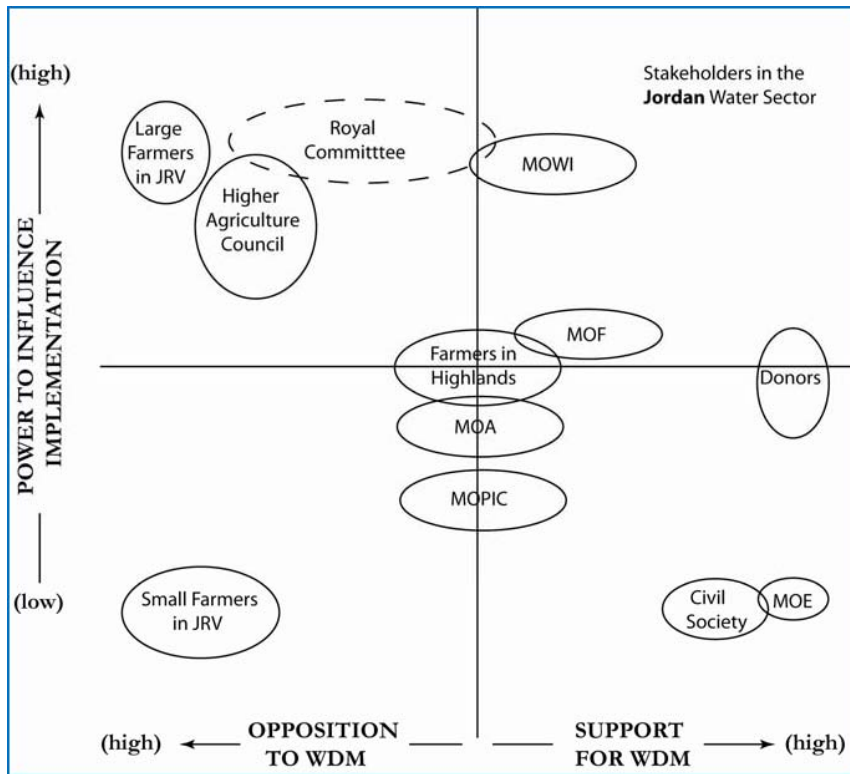 (high)
Stakeholders in the
Jordan Water Sector
Large
Farmers
in JRV
Royal
Committtee
MOWI
Higher
Agriculture
Council
POWER TO INFLUENCE
IMPLEMENTATION
MOF
Farmers in
Highlands
Donors
MOA
MOPIC
(low)
Small Farmers
in JRV
Civil
Society
MOE
(high)
OPPOSITION
TO WDM
SUPPORT
FOR WDM
(high)